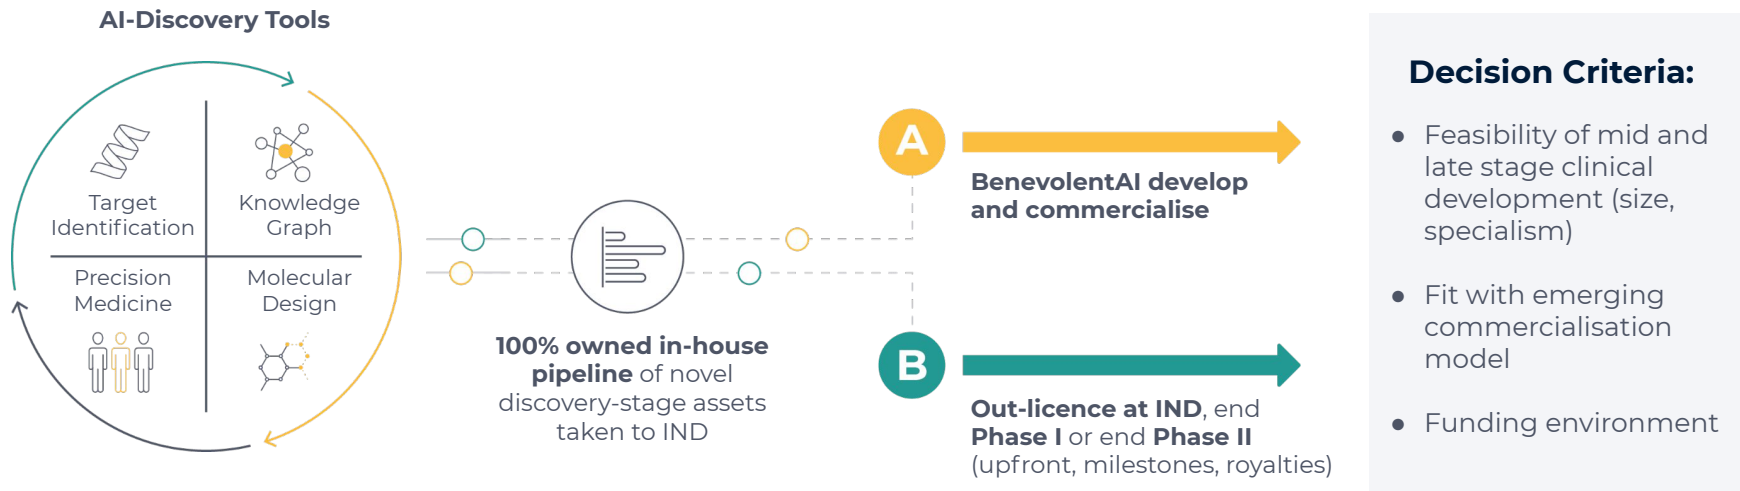 AI-Discovery Tools
Target
Identification
Knowledge
Graph
Precision
Medicine
Molecular
Design
100% owned in-house
pipeline of novel
discovery-stage assets
taken to IND
A
BenevolentAI develop
and commercialise
B
Out-licence at IND, end
Phase I or end Phase II
(upfront, milestones, royalties)
Decision Criteria:
● Feasibility of mid and
late stage clinical
development (size,
specialism)
● Fit with emerging
commercialisation
model
● Funding environment